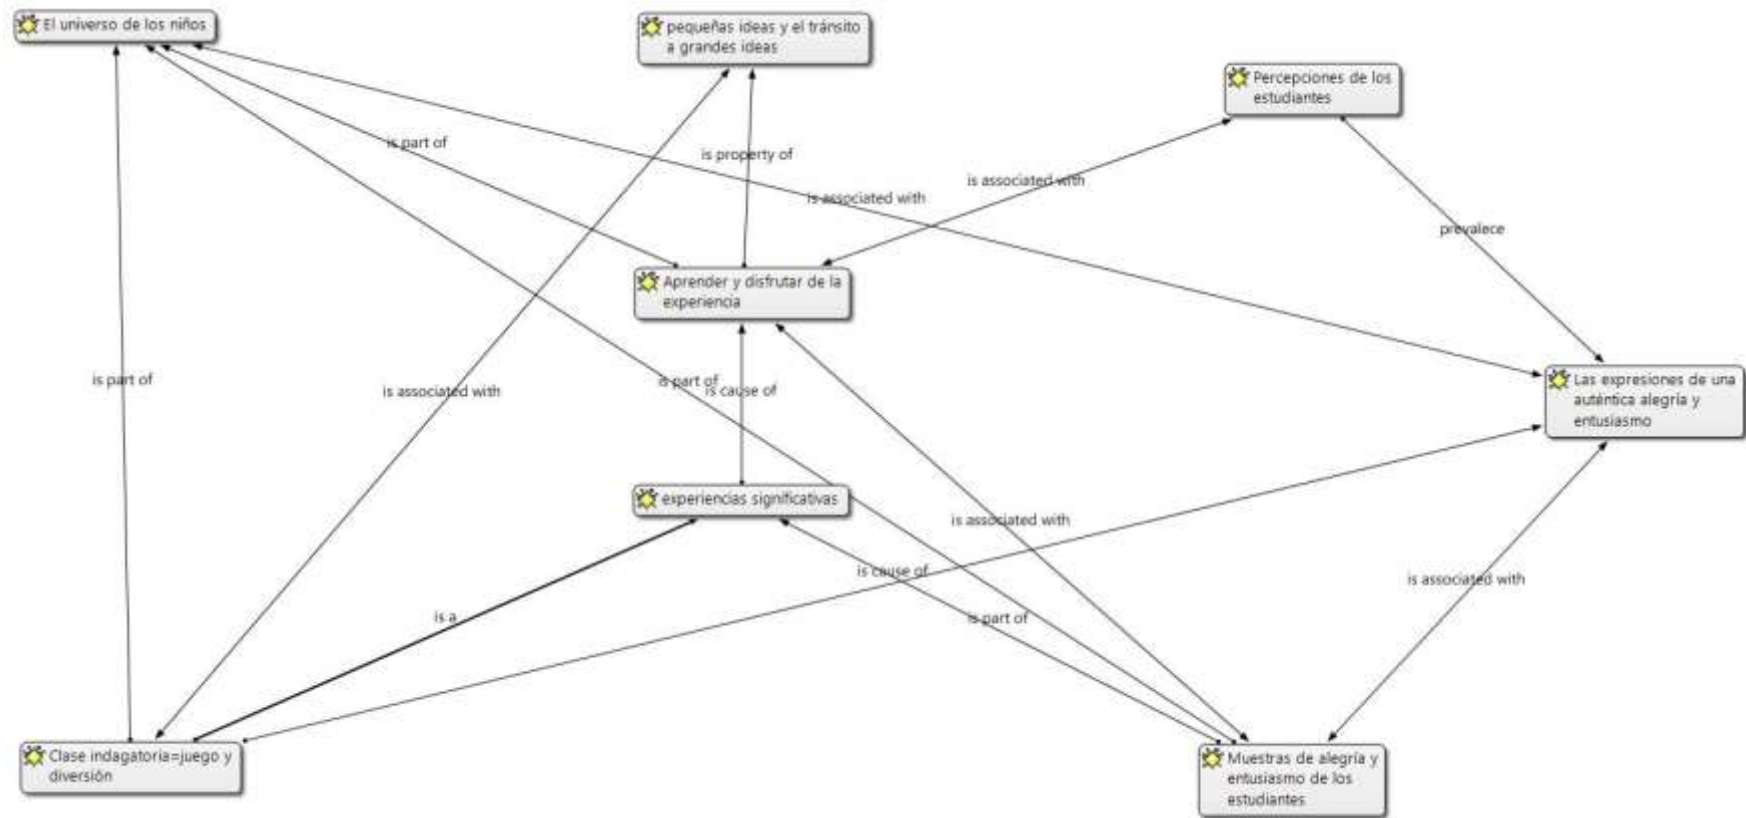 El universo de los niños
pequeñas ideas y el tránsito
a grandes ideas
Percepciones de los
estudiantes
is part of
is property of
is associated with
is associated with
prevalece
Aprender y disfrutar de la
experiencia
is part of
is associated with
is part of
is cause of
Las expresiones de una
auténtica alegría y
entusiasmo
experiencias significativas
is associated with
is cause of
is associated with
is a
is part of
Clase indagatoria=juego y
diversión
Muestras de alegría y
entusiasmo de los
estudiantes